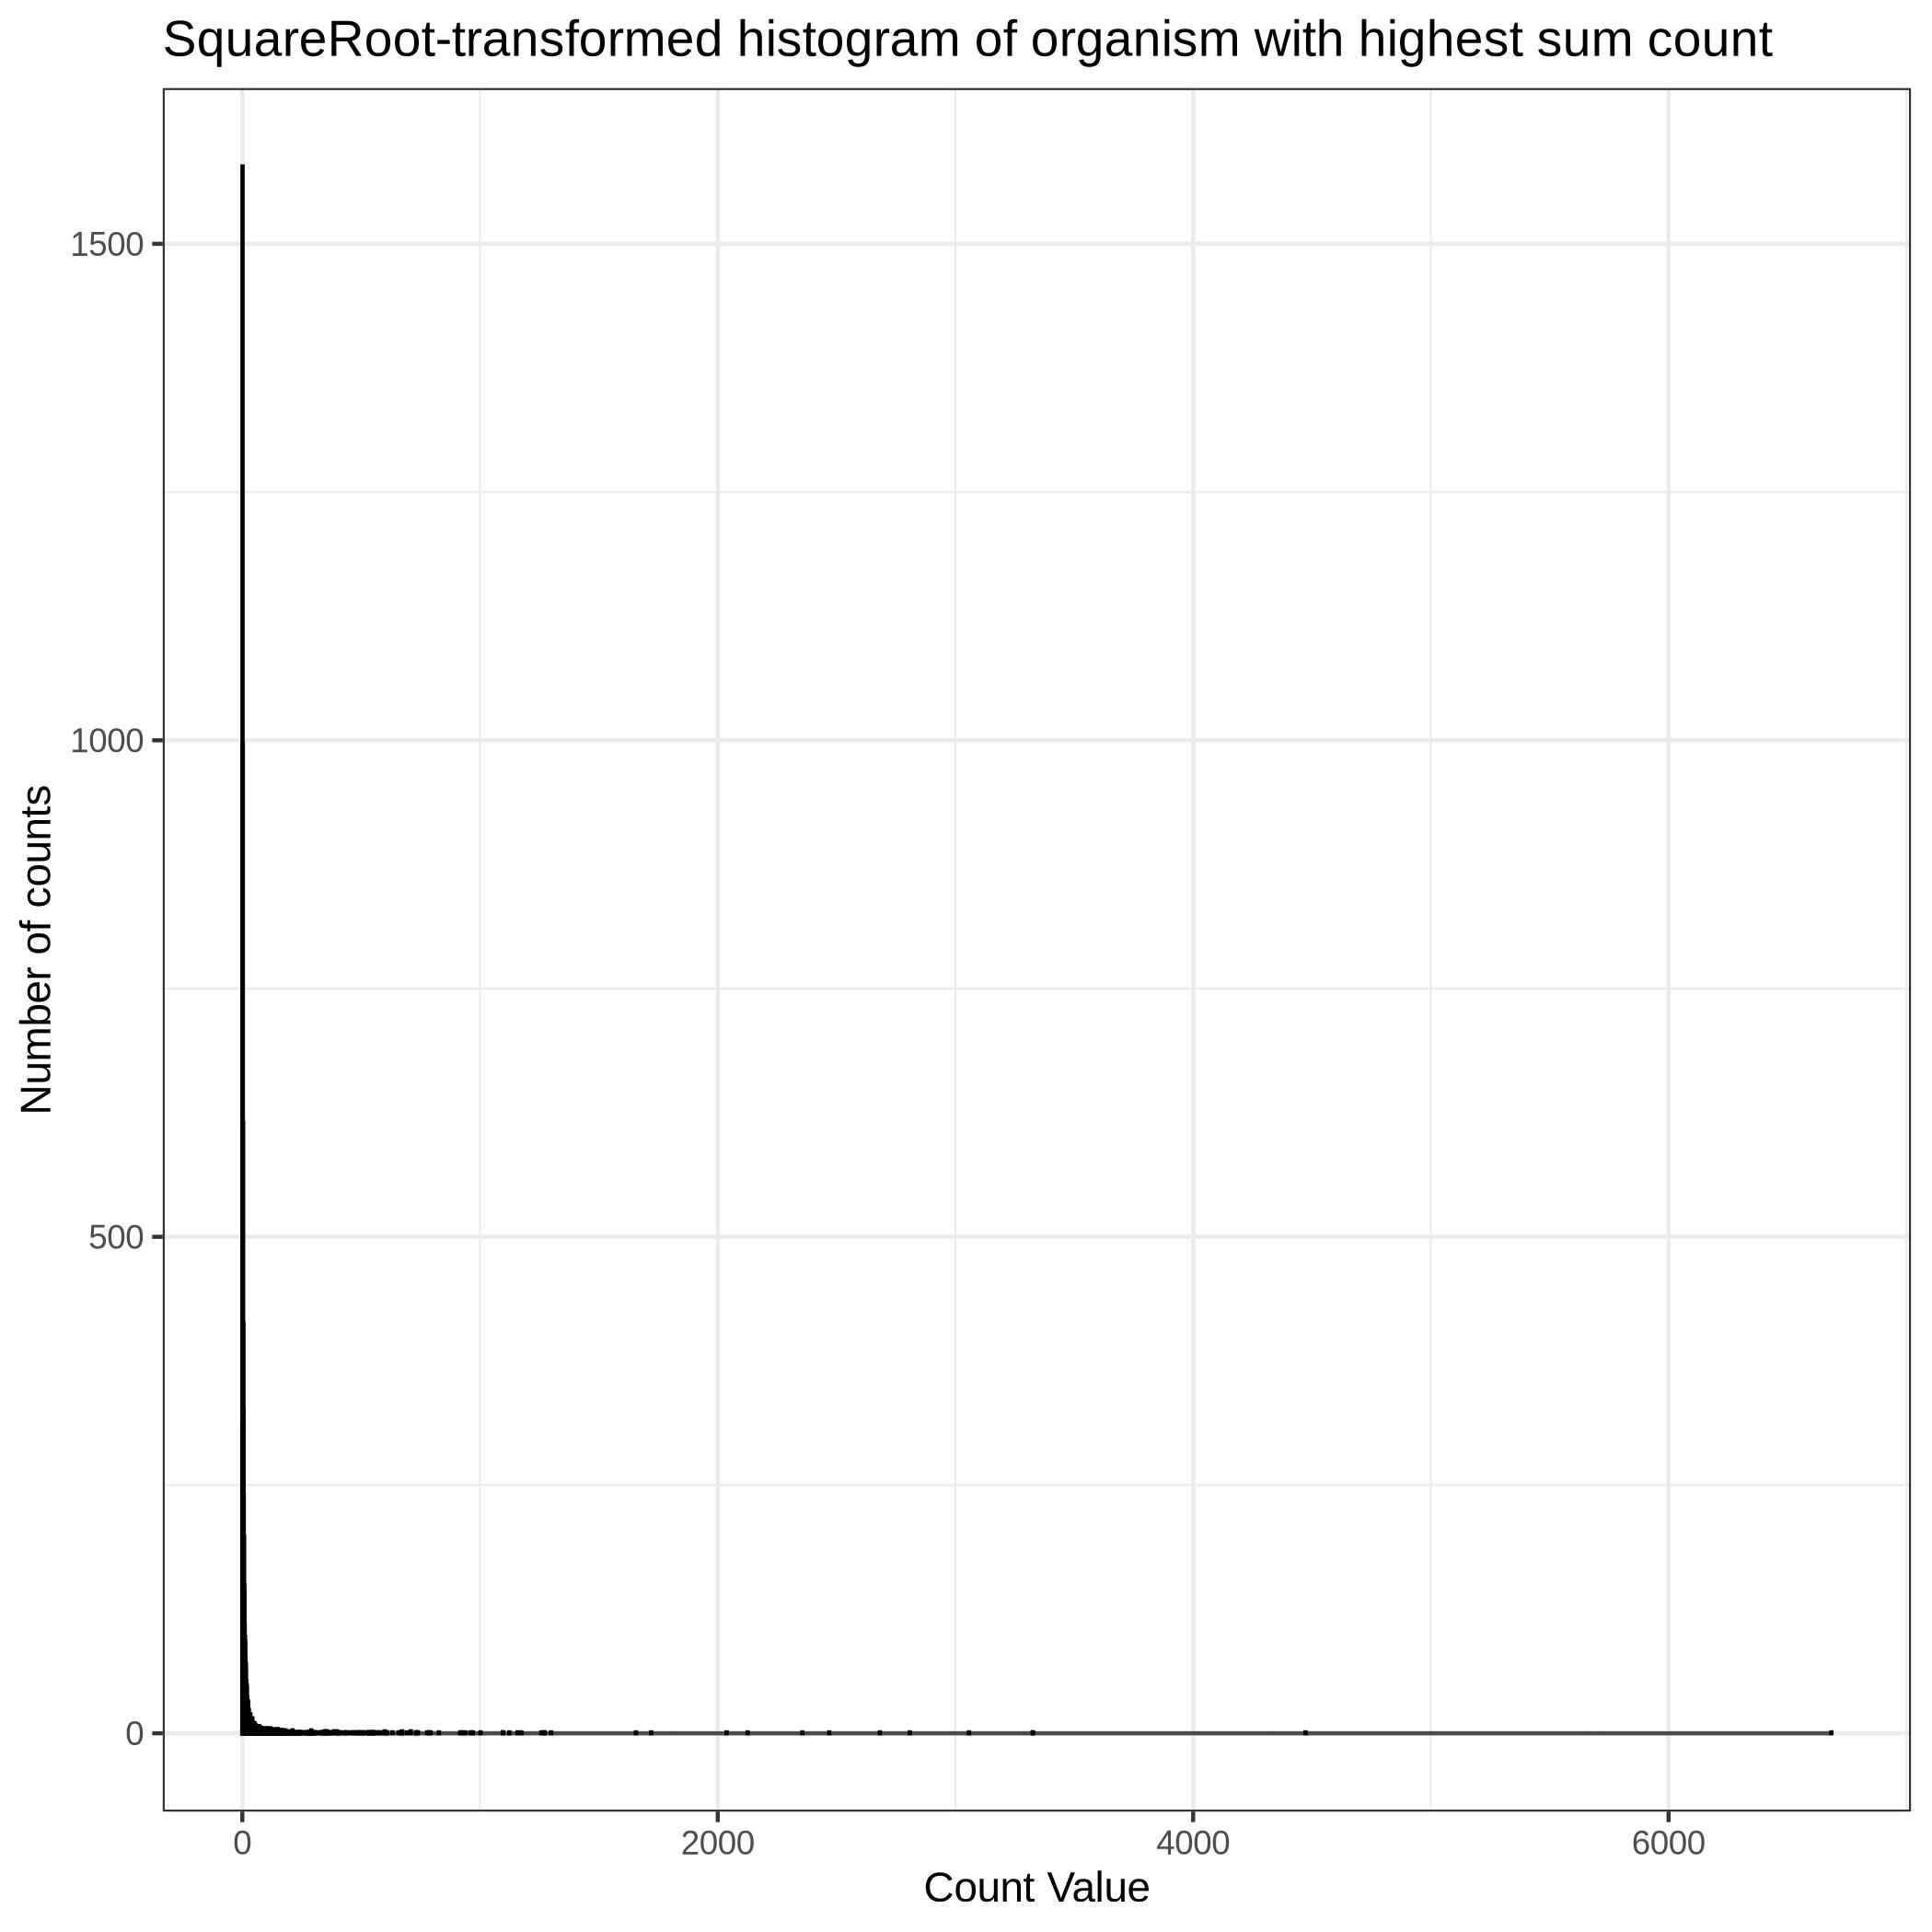 SquareRoot-transformed histogram of organism with highest sum count
1500
1000
500
0
Number of counts
0 2000 4000 6000
Count Value